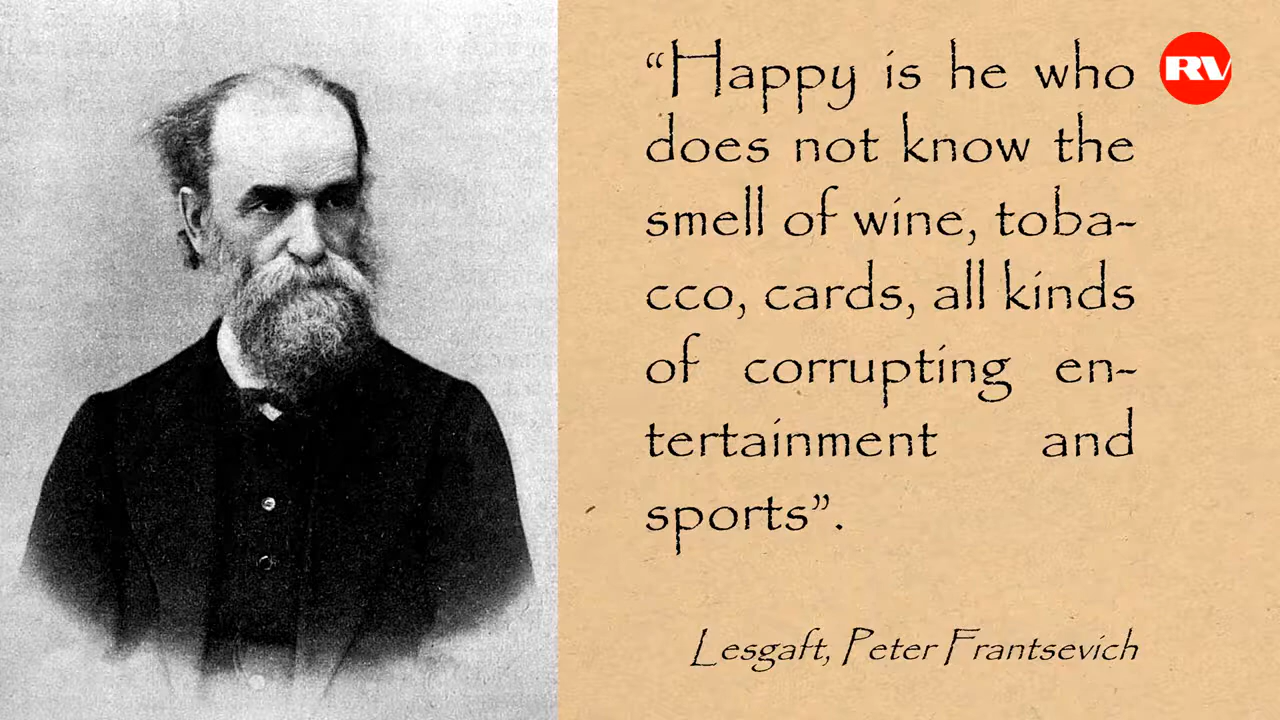 “Happy is he who
does not know the
smell of wine, toba-
cco, cards, all kinds
of corrupting en-
tertainment and
sports”.
Lesgaft, Peter Frantsevich
RV